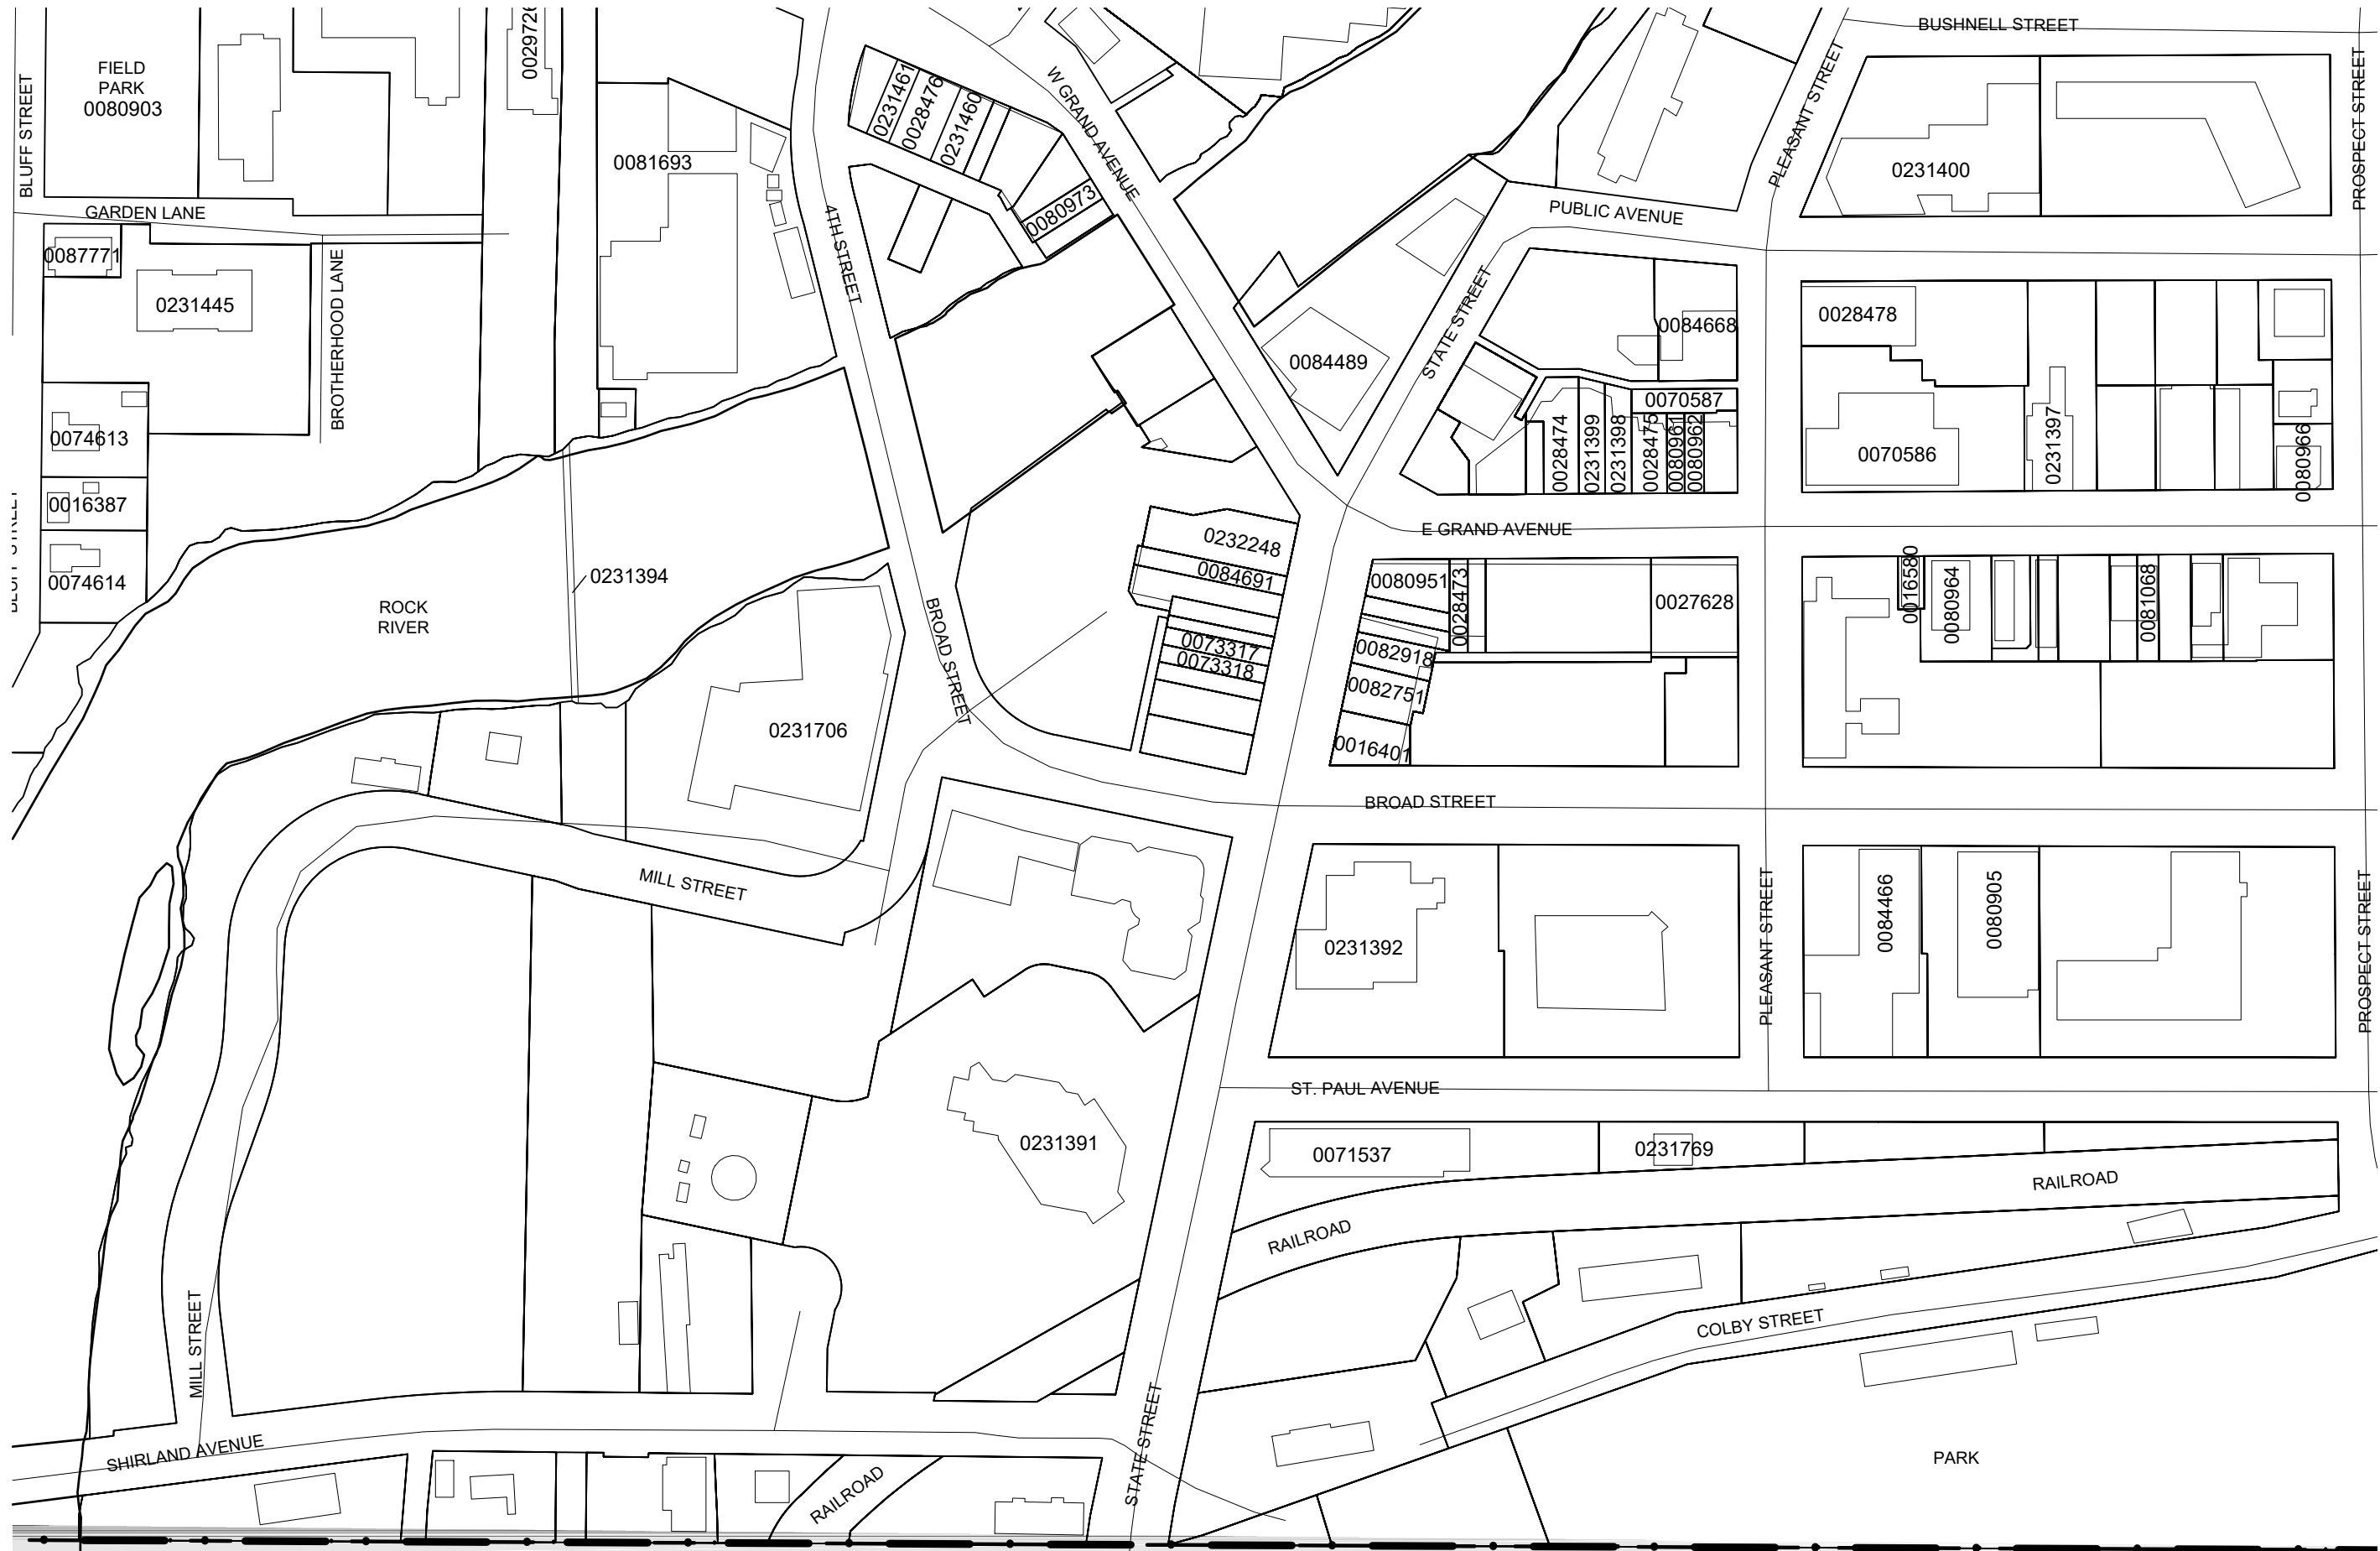 BUSHNELL STREET
0029726
FIELD
PARK
0080903
BLUFF STREET
W GRAND AVENUE
0231461
0028476
0231460
PLEASANT STREET
PROSPECT STREET
0081693
0231400
GARDEN LANE
0080973
PUBLIC AVENUE
4TH STREET
0087771
0231445
BROTHERHOOD LANE
STATE STREET
0028478
0084668
0084489
0070587
0074613
0028474
0231399
0231398
0028475
0080961
0080962
0070586
0231397
0080966
0016387
E GRAND AVENUE
0232248
0084691
0074614
BLUFF STREET
0231394
ROCK
RIVER
BROAD STREET
0080951
0028473
0027628
0016580
0080964
0081068
0073317
0073318
0082918
0082751
0016401
0231706
BROAD STREET
MILL STREET
0231392
PLEASANT STREET
0084466
0080905
PROSPECT STREET
ST. PAUL AVENUE
0231391
0071537
0231769
RAILROAD
RAILROAD
COLBY STREET
MILL STREET
SHIRLAND AVENUE
STATE STREET
RAILROAD
PARK